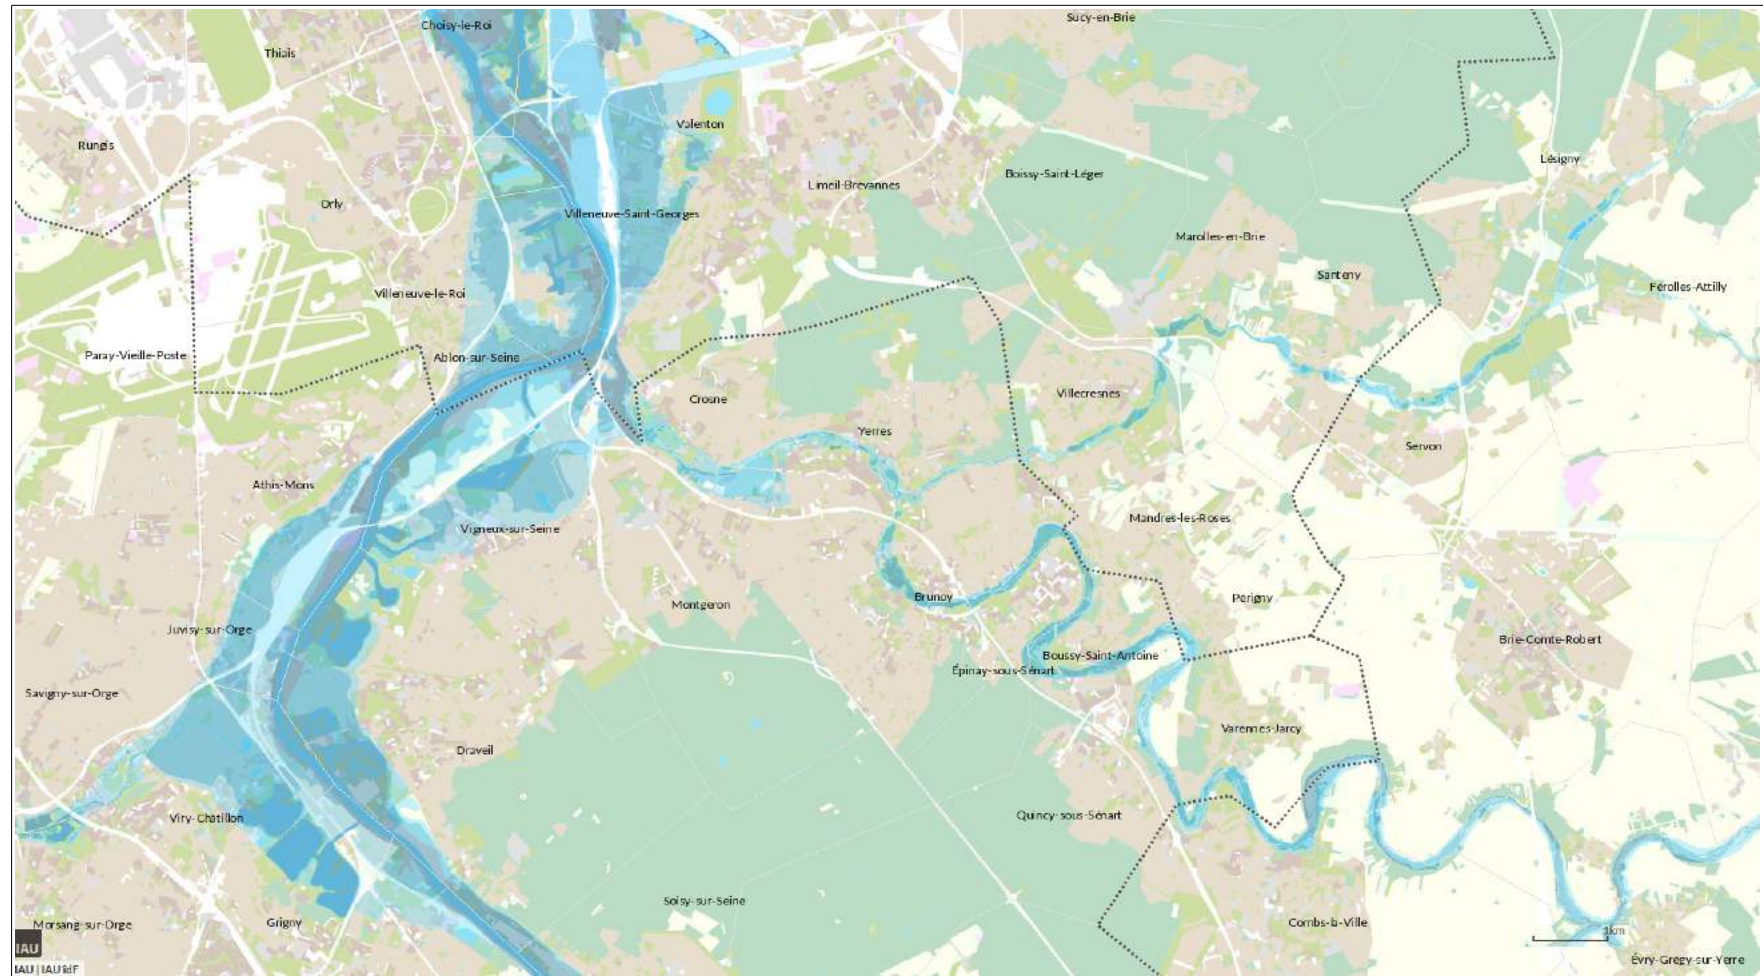 Choisy-le-Roi
Sucy-en-Brie
Thiais
Valenton
Rungis
Lésigny
Boissy-Saint-Léger
Limeil-Brevannes
Orly
Villeneuve-Saint-Georges
Marolles-en-Brie
Santeny
Férolles-Attilly
Villeneuve-le-Roi
Paray-Vieille-Poste
Ablon-sur-Seine
Villecresnes
Crosne
Yerres
Servon
Athis-Mons
Mandres-les-Roses
Vigneux-sur-Seine
Brunoy
Périgny
Montgeron
Juvisy-sur-Orge
Brie-Comte-Robert
Boussy-Saint-Antoine
Épinay-sous-Sénart
Savigny-sur-Orge
Varennes-Jarcy
Draveil
Viry-Châtillon
Quincy-sous-Sénart
Soisy-sur-Seine
Morsang-sur-Orge
Grigny
Combs-la-Ville
1km
IAU
Évry-Grégy-sur-Yerre
IAU | IAU îdF